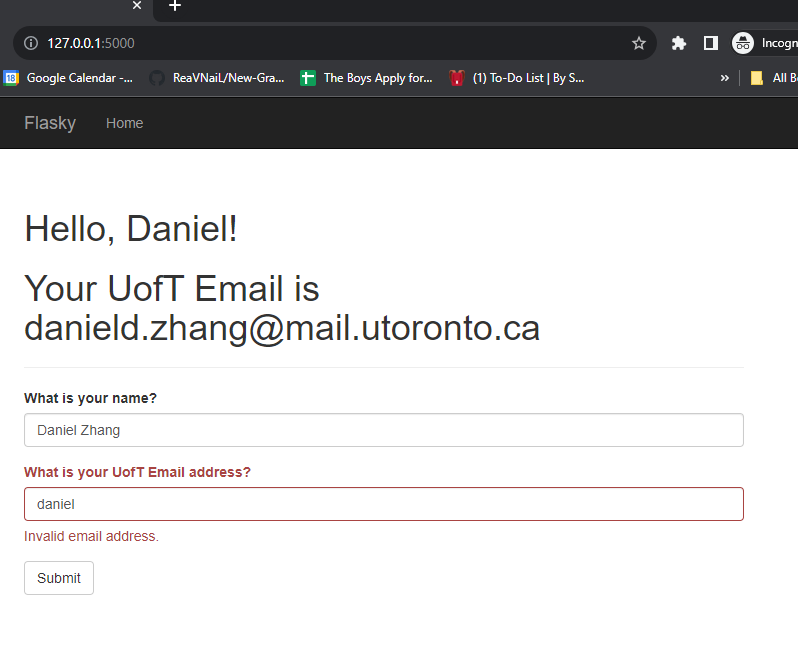 127.0.0.1:5000
Incogn
18 Google Calendar -... ReaVNaiL/New-Gra... The Boys Apply for... (1) To-Do List | By S... » All B
Flasky Home
Hello, Daniel!
Your UofT Email is
danield.zhang@mail.utoronto.ca
What is your name?
Daniel Zhang
What is your UofT Email address?
daniel
Invalid email address.
Submit